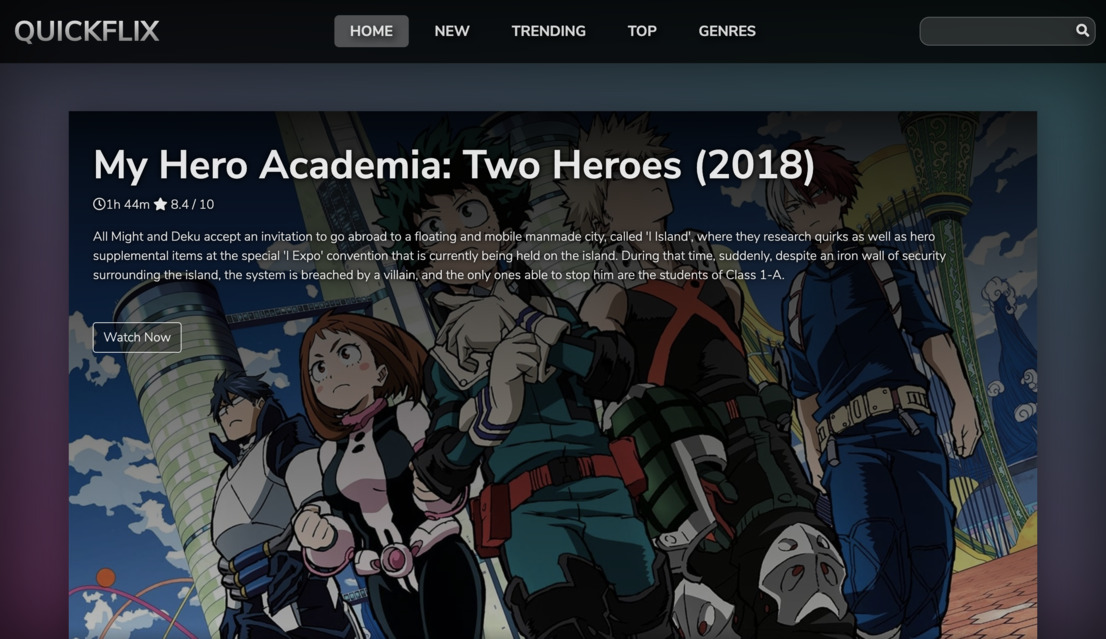 QUICKFLIX
HOME
NEW
TRENDING
TOP
GENRES
My Hero Academia: Two Heroes (2018)
1h 44m 8.4 / 10
All Might and Deku accept an invitation to go abroad to a floating and mobile manmade city, called 'I Island', where they research quirks as well as hero
supplemental items at the special 'I Expo' convention that is currently being held on the island. During that time, suddenly, despite an iron wall of security
surrounding the island, the system is breached by a villain, and the only ones able to stop him are the students of Class 1-A.
Watch Now